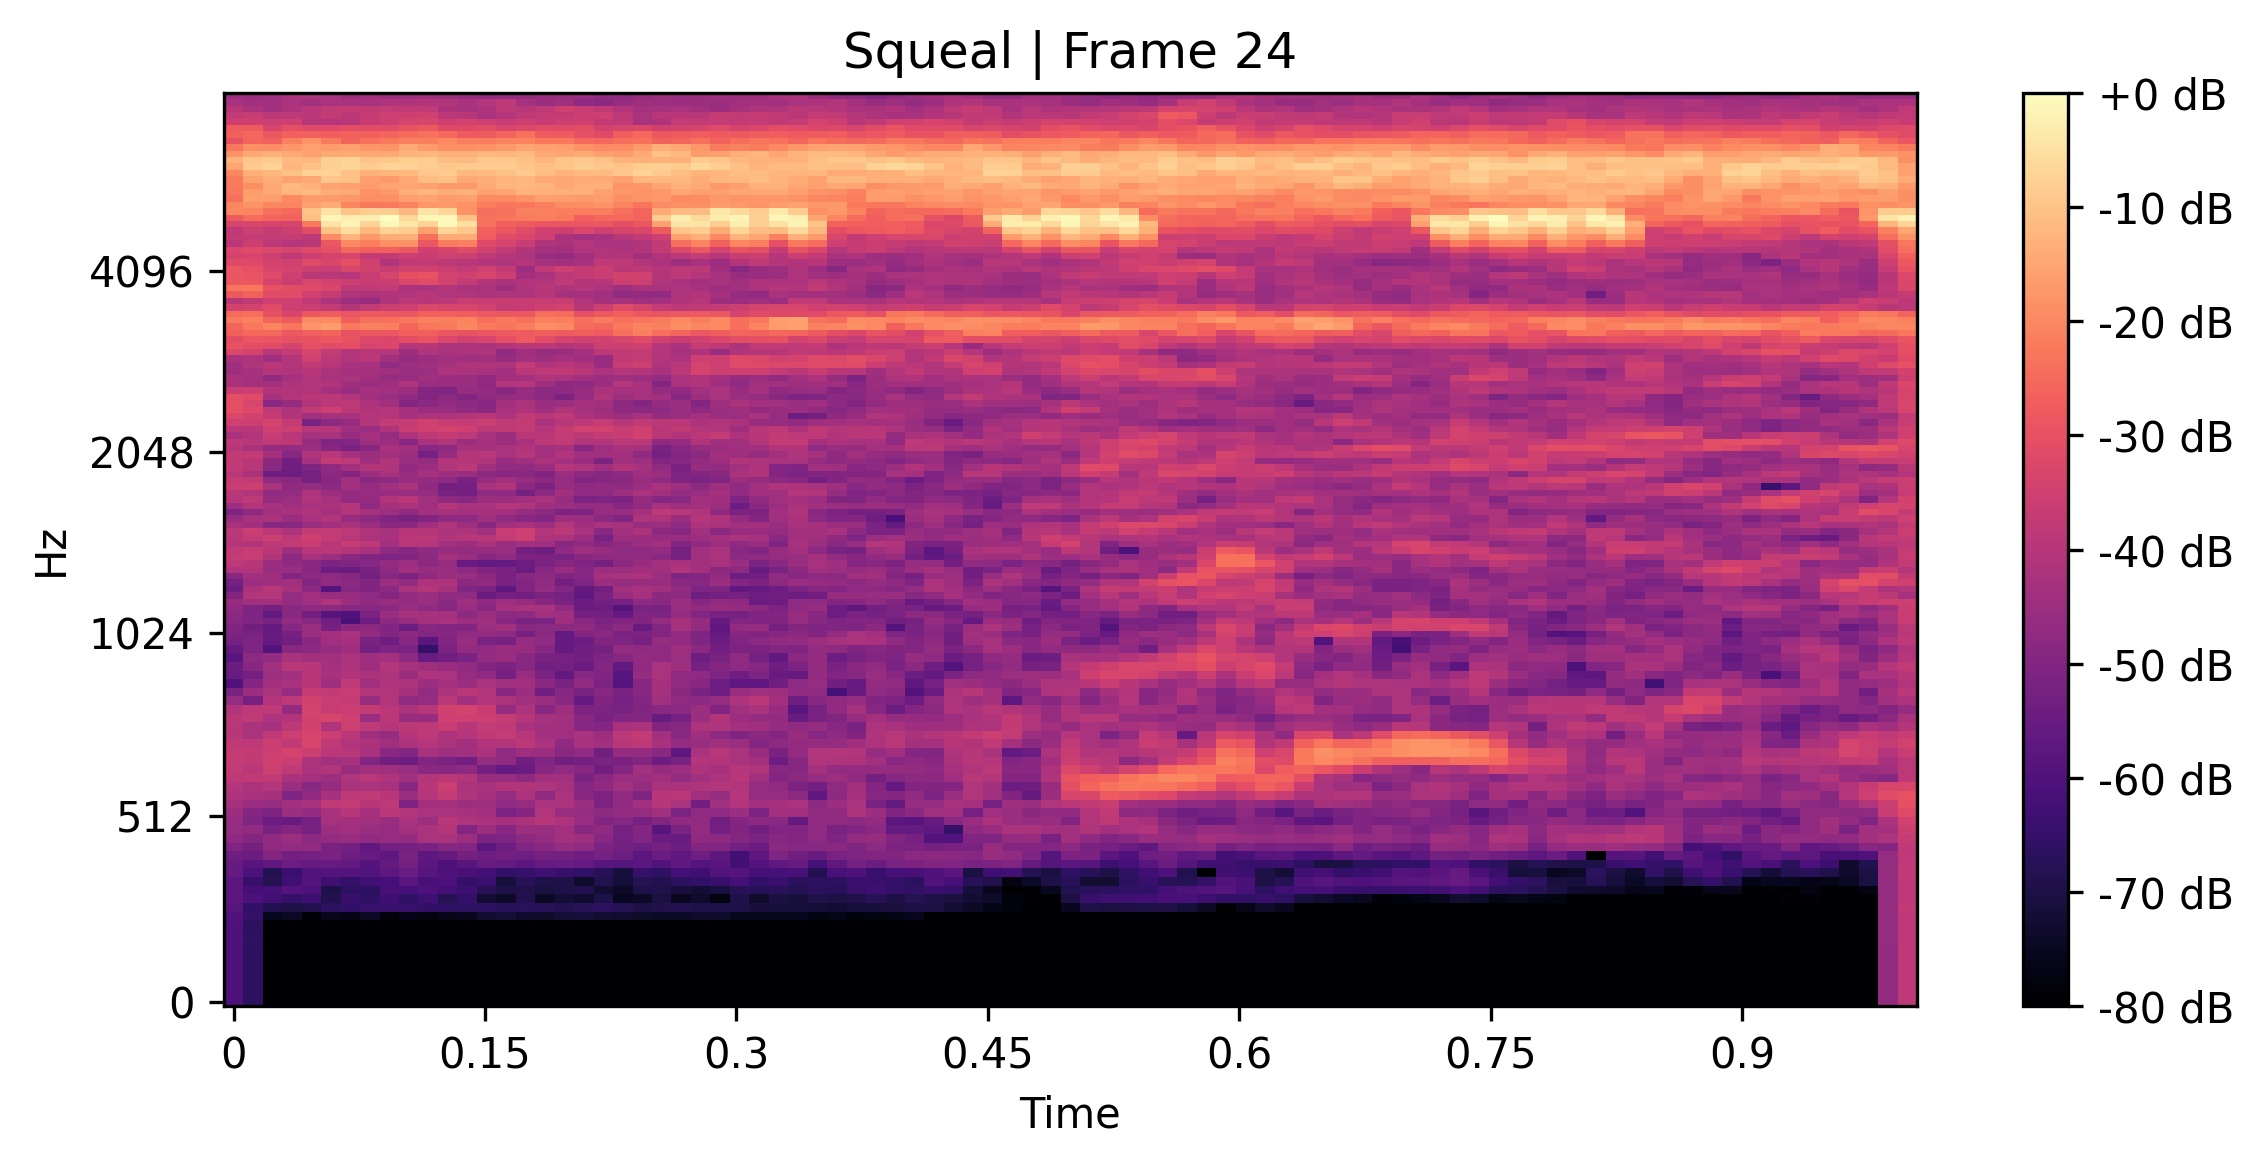 Squeal | Frame 24
Hz
4096
2048
1024
512
0
0 0.15 0.3 0.45 0.6 0.75 0.9
Time
+0 dB
-10 dB
-20 dB
-30 dB
-40 dB
-50 dB
-60 dB
-70 dB
-80 dB